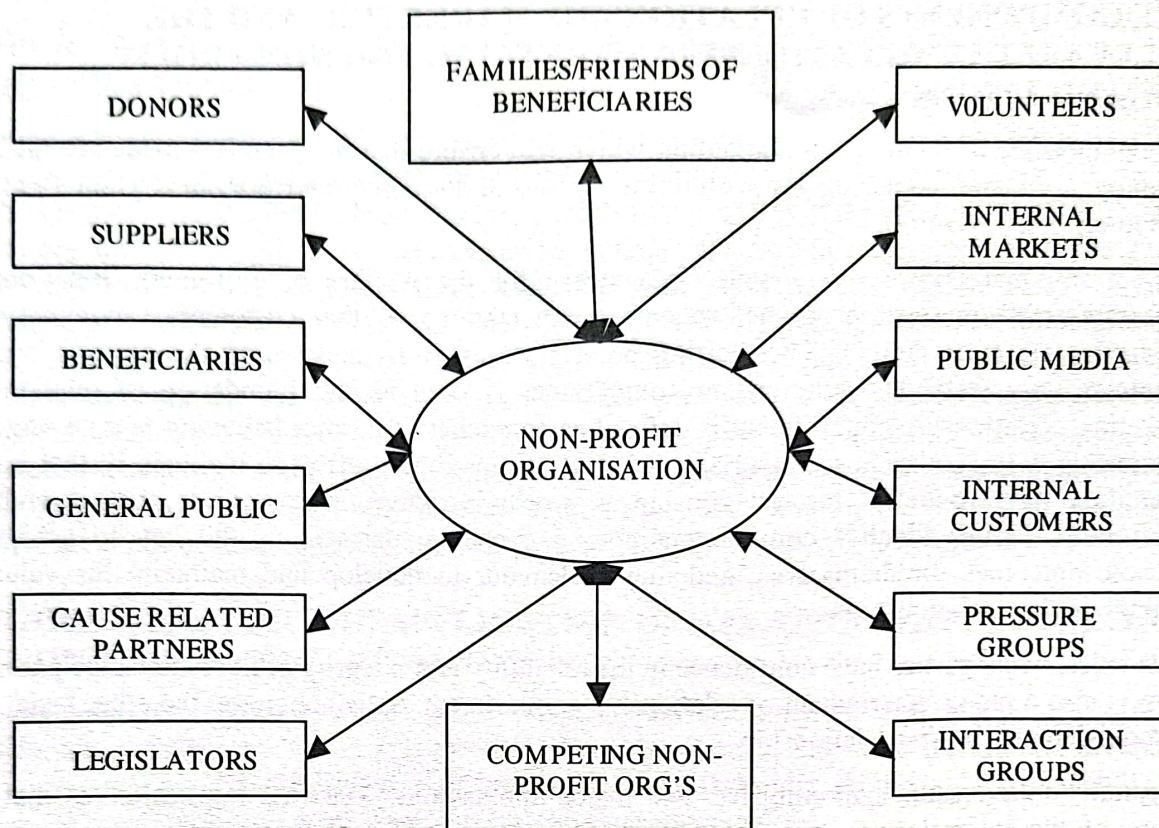 FAMILIES/FRIENDS OF
BENEFICIARIES
DONORS
VOLUNTEERS
SUPPLIERS
INTERNAL
MARKETS
BENEFICIARIES
PUBLIC MEDIA
NON-PROFIT
ORGANISATION
GENERAL PUBLIC
INTERNAL
CUSTOMERS
CAUSE RELATED
PARTNERS
PRESSURE
GROUPS
LEGISLATORS
COMPETING NON-
PROFIT ORG'S
INTERACTION
GROUPS